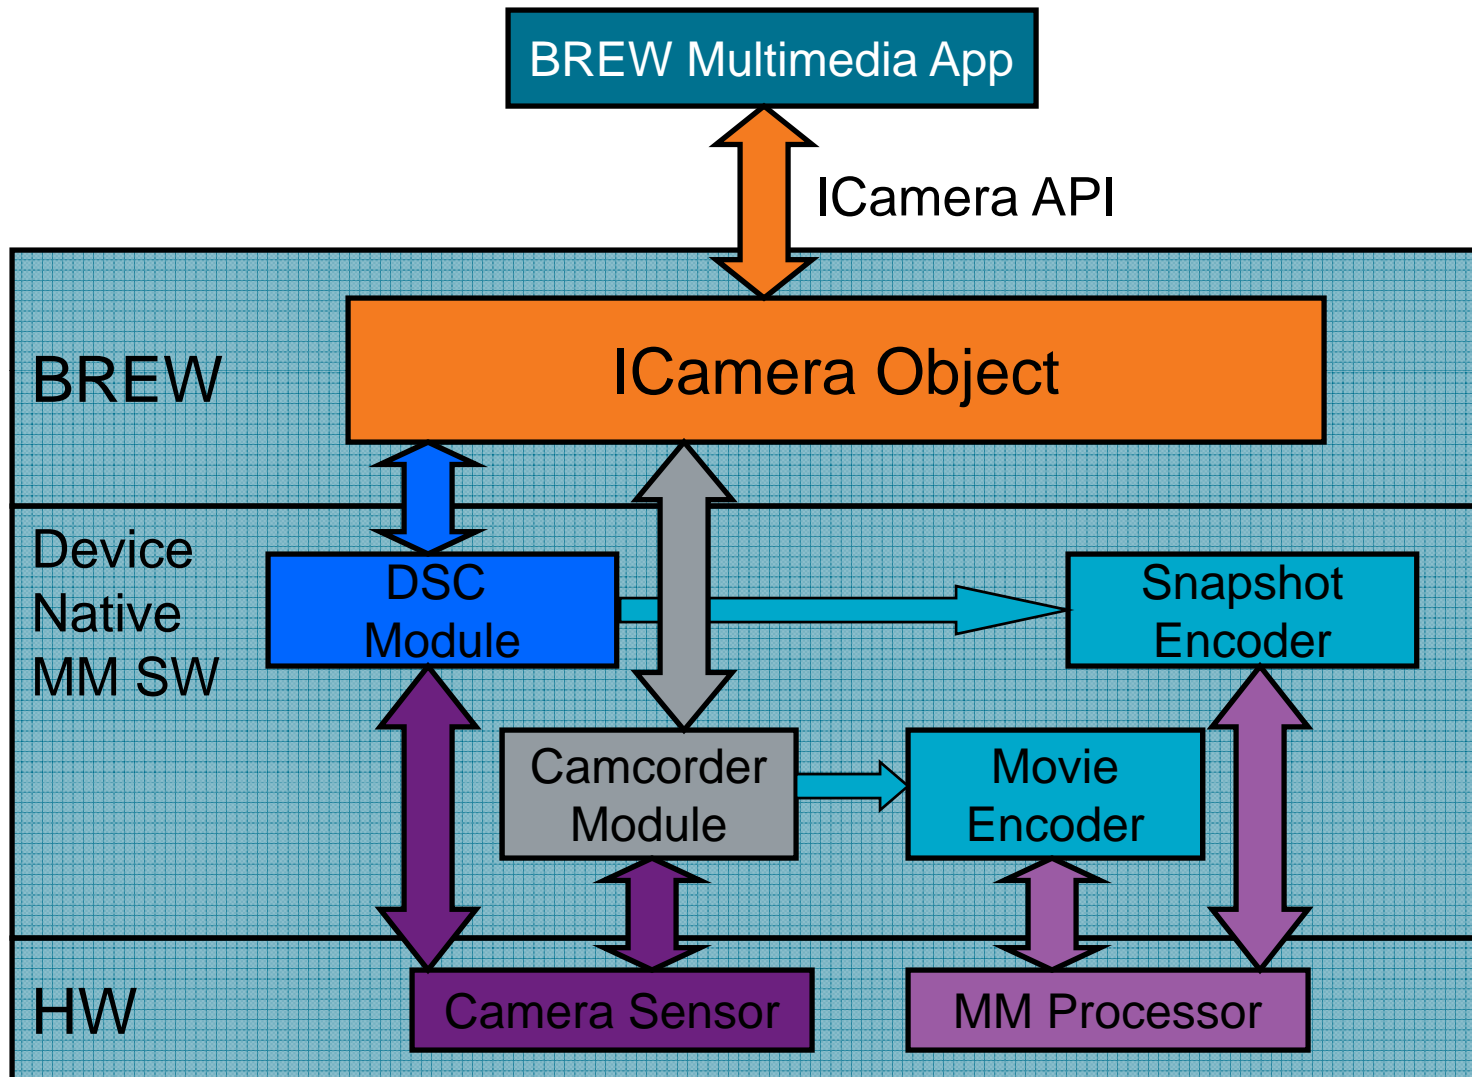 BREW Multimedia App
ICamera API
BREW
ICamera Object
Device
Native
MM SW
DSC
Module
Snapshot
Encoder
Camcorder
Module
Movie
Encoder
HW
Camera Sensor
MM Processor